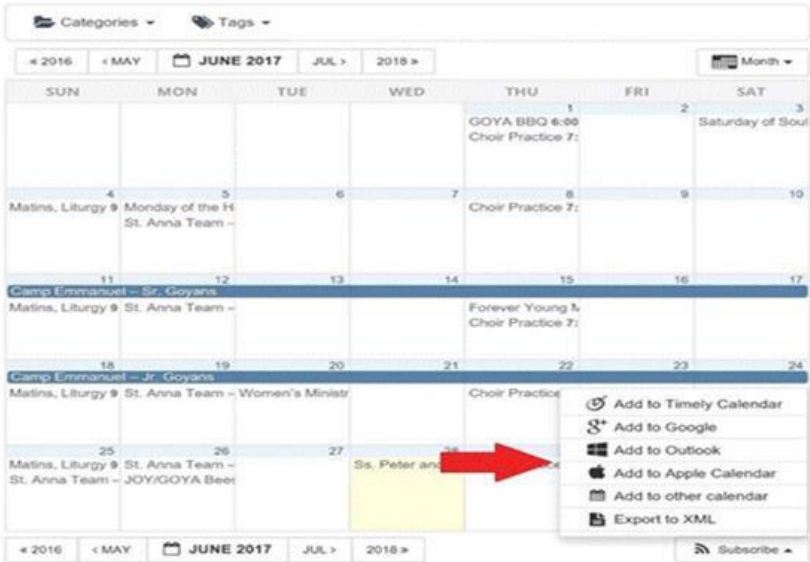 Categories Tags
« 2016 ‹ MAY JUNE 2017 JUL › 2018 » Month
SUN MON TUE WED THU FRI SAT
1 2 3
GOYA BBQ 6:00 Saturday of Soul
Choir Practice 7:
4 5 6 7 8 9 10
Matins, Liturgy 9 Monday of the H Choir Practice 7:
St. Anna Team –
11 12 13 14 15 16 17
Camp Emmanuel – Sr. Goyans
Matins, Liturgy 9 St. Anna Team – Forever Young M
Choir Practice 7:
18 19 20 21 22 23 24
Camp Emmanuel – Jr. Goyans
Matins, Liturgy 9 St. Anna Team – Women's Ministr Choir Practice
Add to Timely Calendar
Add to Google
25 26 27 28
Matins, Liturgy 9 St. Anna Team – Ss. Peter an
St. Anna Team – JOY/GOYA Bees
Add to Outlook
Add to Apple Calendar
Add to other calendar
Export to XML
« 2016 ‹ MAY JUNE 2017 JUL › 2018 » Subscribe